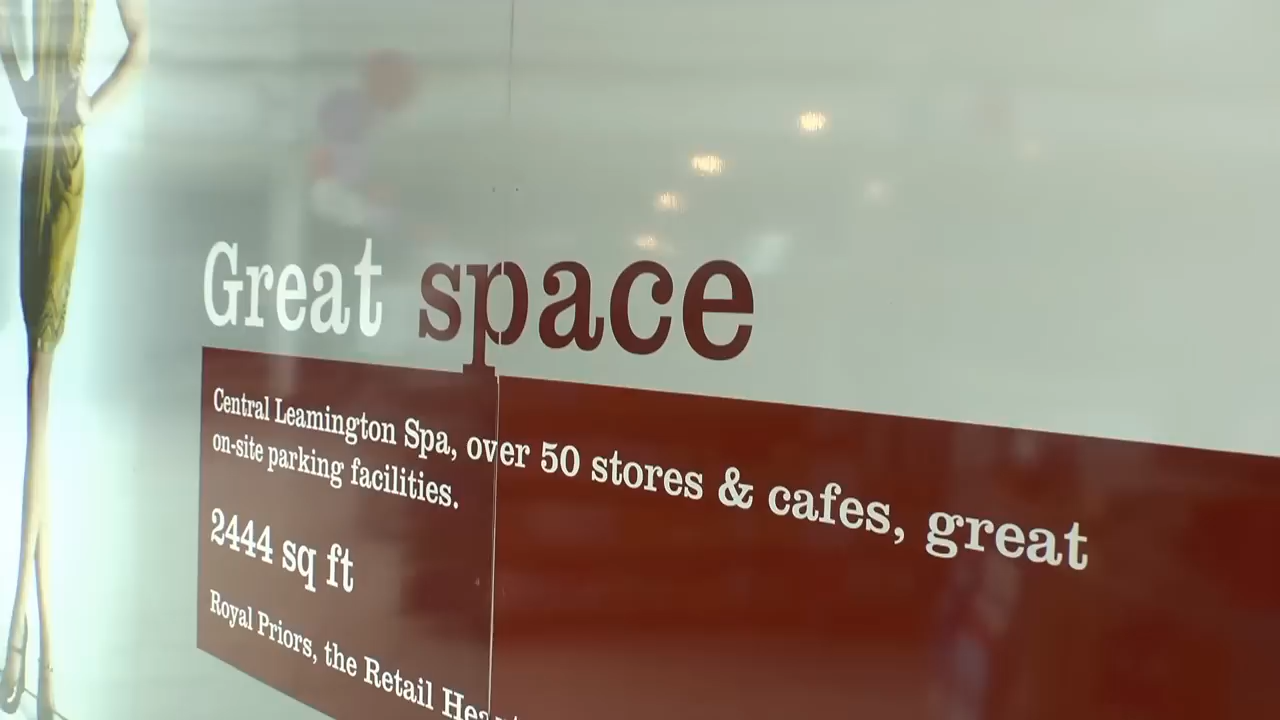 Great space
Central Leamington Spa, over 50 stores & cafes, great
on-site parking facilities.
2444 sq ft
Royal Priors, the Retail